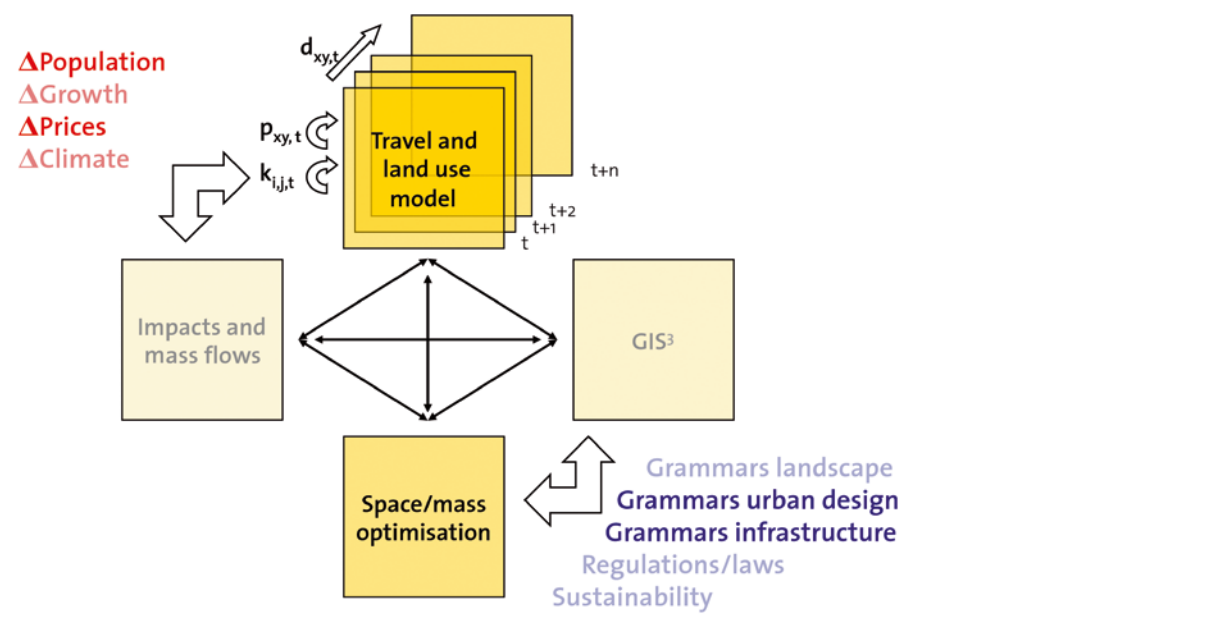 ΔPopulation
ΔGrowth
ΔPrices
ΔClimate
dxy,t
pxy,t
ki,j,t
Travel and
land use
model
t+n
t+2
t+1
t
Impacts and
mass flows
GIS³
Space/mass
optimisation
Grammars landscape
Grammars urban design
Grammars infrastructure
Regulations/laws
Sustainability